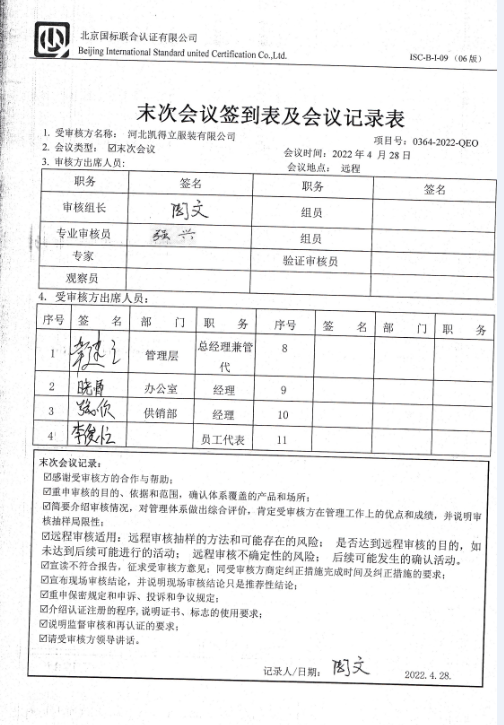 北京国标联合认证有限公司
Beijing International Standard united Certification Co.,Ltd.
ISC-B-I-09 （06 版）
末次会议签到表及会议记录表
1. 受审核方名称： 河北凯得立服装有限公司
项目号：0364-2022-QEO
2. 会议类型： ☑末次会议
会议时间：2022 年 4 月 28 日
3. 审核方出席人员：
会议地点： 远程
职务 签名 职务 签名
审核组长 阎文 组员
专业审核员 强兴 组员
专家 验证审核员
观察员
4. 受审核方出席人员：
序号 签 名 部 门 职 务 序号 签 名 部 门 职 务
1 管理层 总经理兼管代 8
2 办公室 经理 9
3 供销部 经理 10
4 员工代表 11
末次会议记录：
☑感谢受审核方的合作与帮助；
☑重申审核的目的、依据和范围，确认体系覆盖的产品和场所；
☑简要介绍审核情况，对管理体系做出综合评价，肯定受审核方在管理工作上的优点和成绩，并说明审
核抽样局限性；
☑远程审核适用：远程审核抽样的方法和可能存在的风险； 是否达到远程审核的目的，如
未达到后续可能进行的活动； 远程审核不确定性的风险； 后续可能发生的确认活动。
☑宣读不符合报告，征求受审核方意见；同受审核方商定纠正措施完成时间及纠正措施的要求；
☑宣布现场审核结论，并说明现场审核结论只是推荐性结论；
☑重申保密规定和申诉、投诉和争议规定；
☑介绍认证注册的程序，说明证书、标志的使用要求；
☑说明监督审核和再认证的要求；
☑请受审核方领导讲话。
记录人/日期： 阎文 2022.4.28.